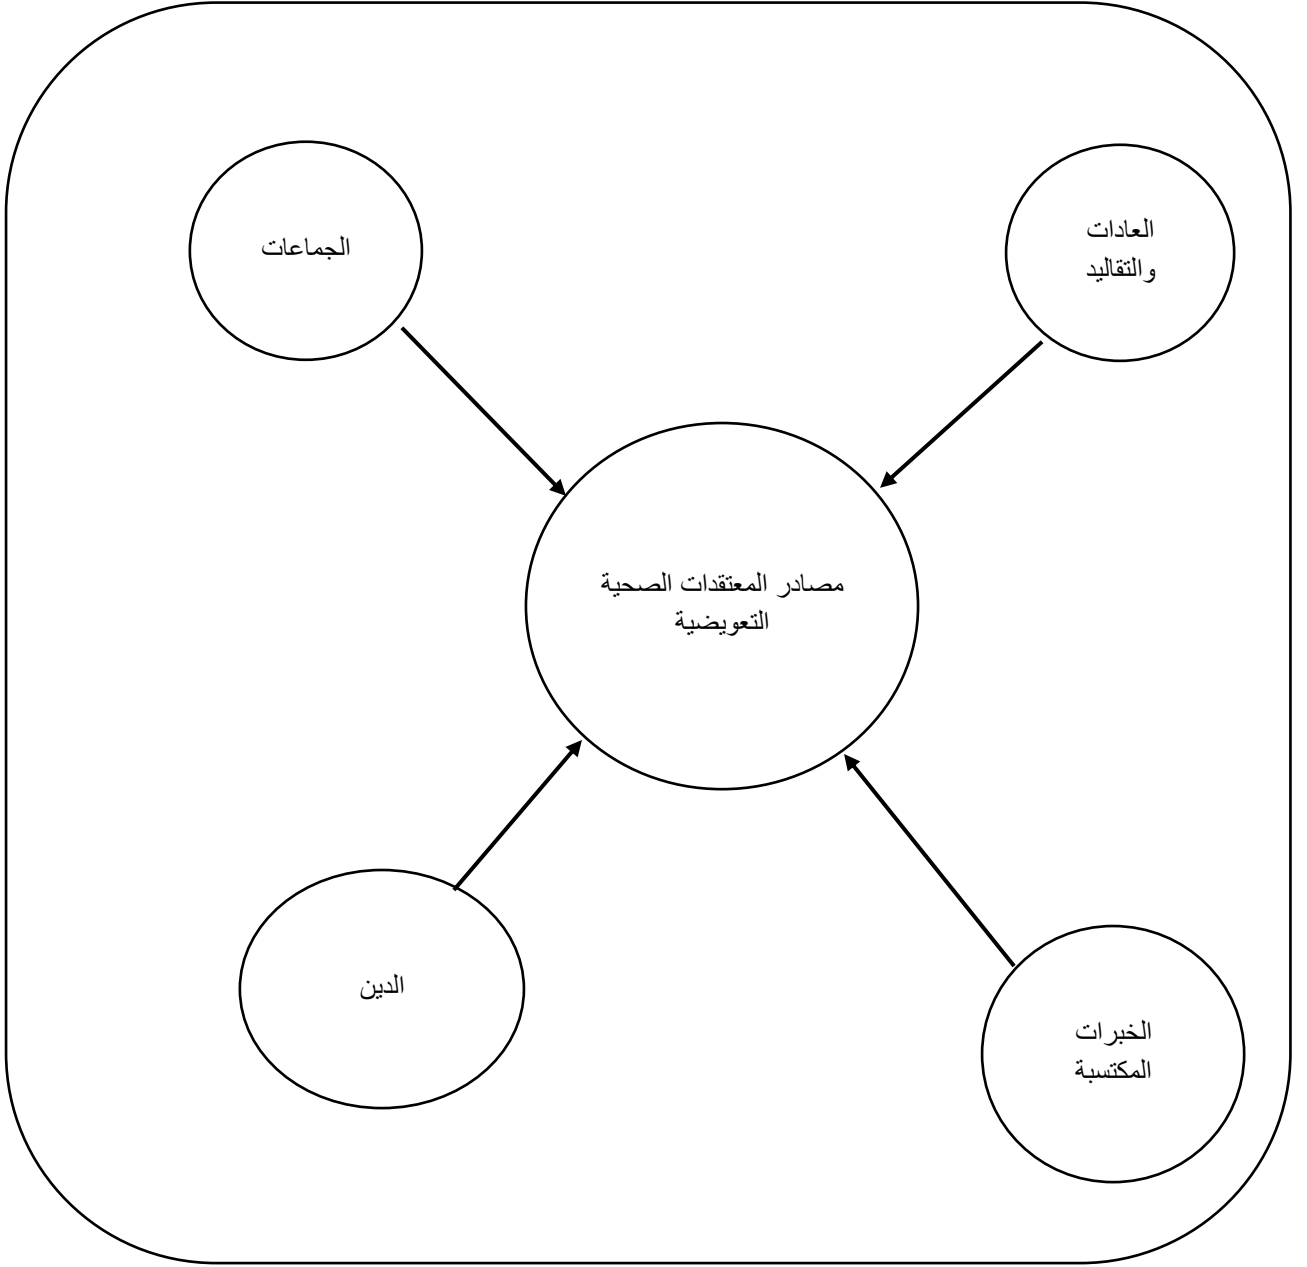 العادات
والتقاليد
الجماعات
مصادر المعتقدات الصحية
التعويضية
الدين
الخبرات
المكتسبة